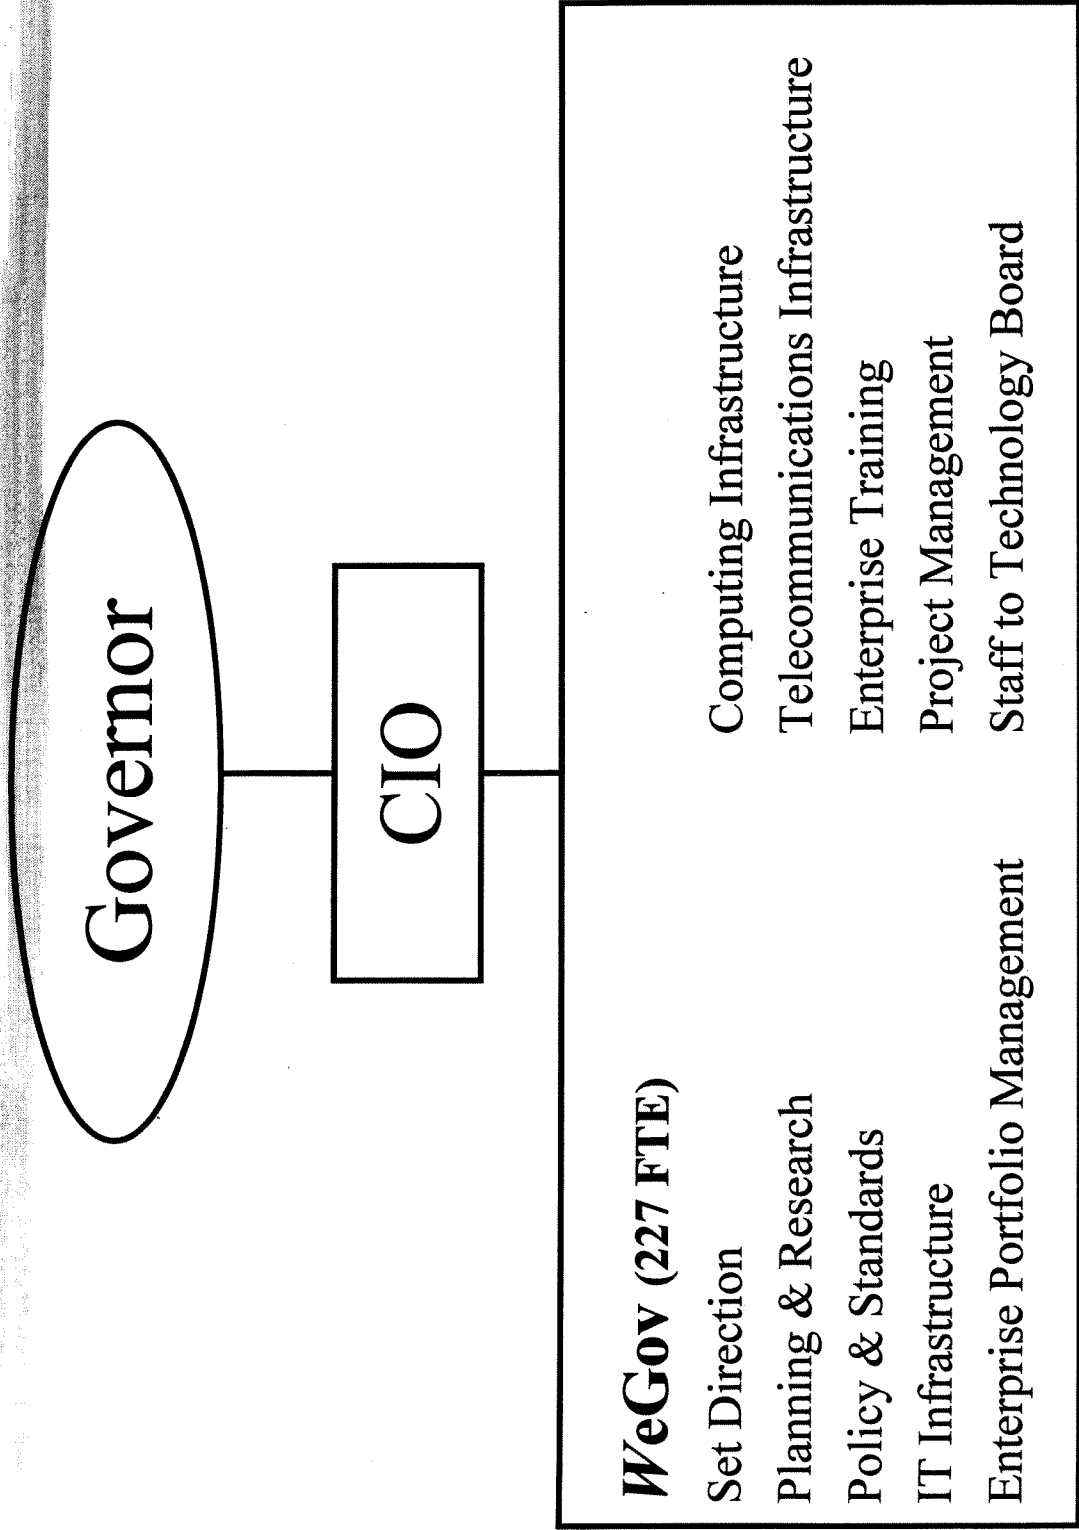 Governor
CIO
WeGov (227 FTE)
Set Direction
Planning & Research
Policy & Standards
IT Infrastructure
Enterprise Portfolio Management
Computing Infrastructure
Telecommunications Infrastructure
Enterprise Training
Project Management
Staff to Technology Board